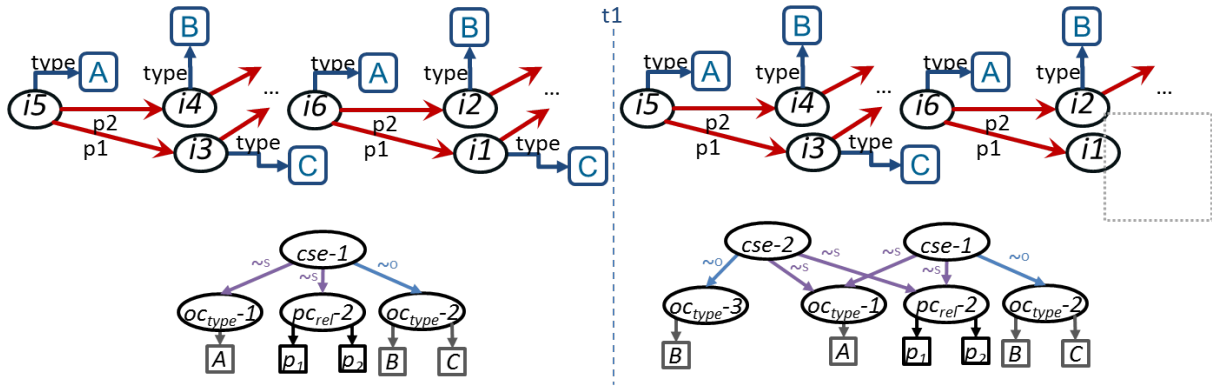 t1
B B B B
type A type type A type type A type type A type
i5 p2 i4 ... i6 p2 i2 ... i5 p2 i4 ... i6 p2 i2 ...
p1 i3 type p1 i1 type p1 i3 type p1 i1
C C C
cse-1 cse-2 cse-1
~s ~s ~o ~o ~s ~s ~s ~s ~o
oc_type-1 pc_rel-2 oc_type-2 oc_type-3 oc_type-1 pc_rel-2 oc_type-2
A p₁ p₂ B C B A p₁ p₂ B C